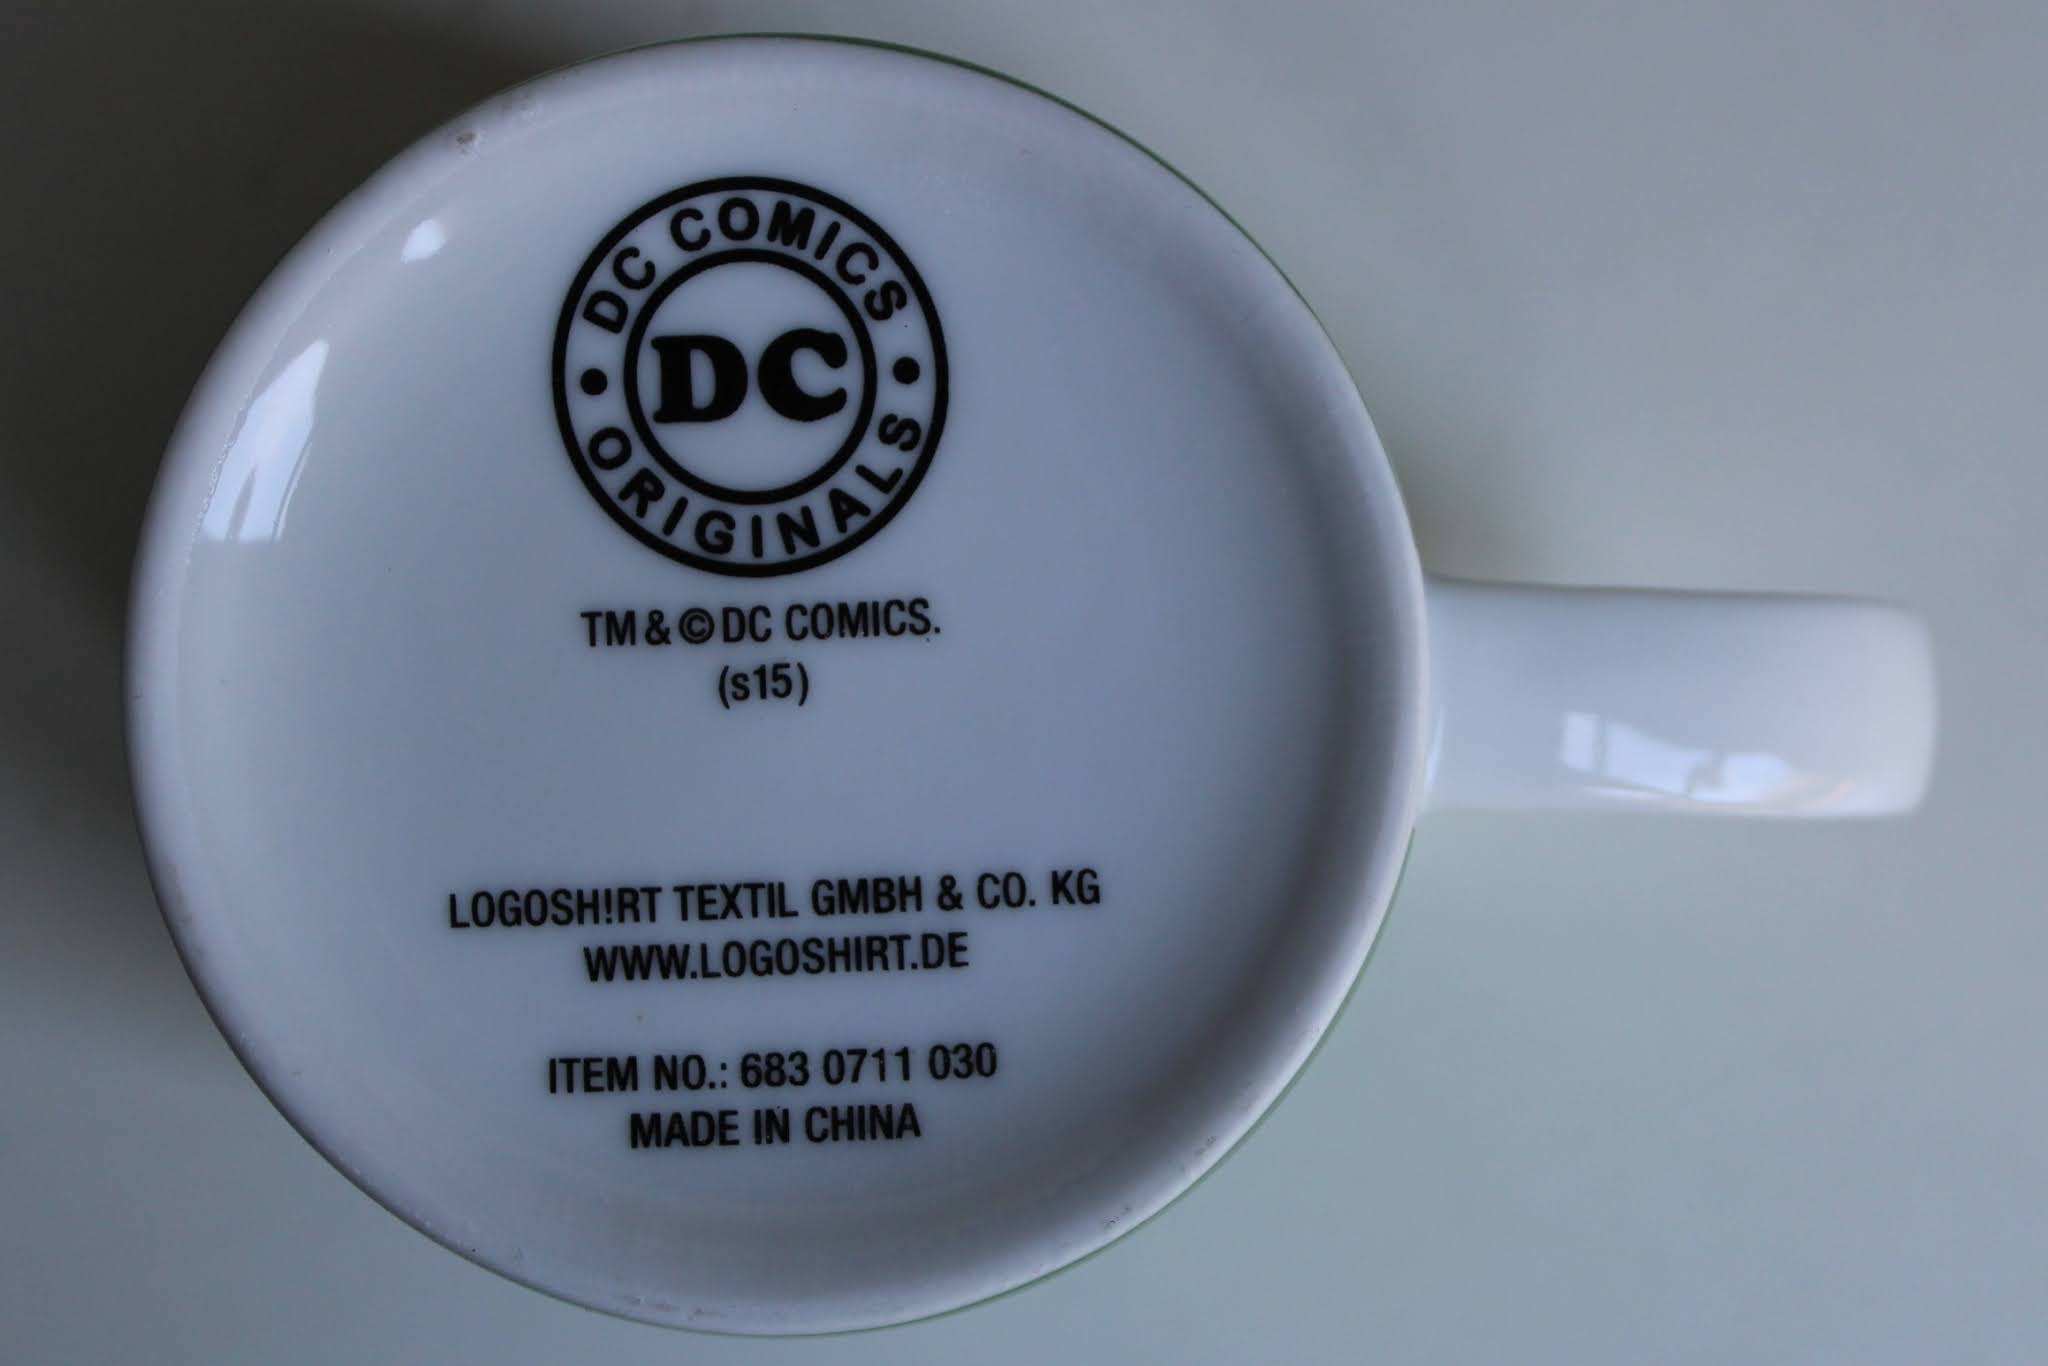 DC COMICS
DC
ORIGINALS
TM & © DC COMICS.
(s15)
LOGOSH!RT TEXTIL GMBH & CO. KG
WWW.LOGOSHIRT.DE
ITEM NO.: 683 0711 030
MADE IN CHINA